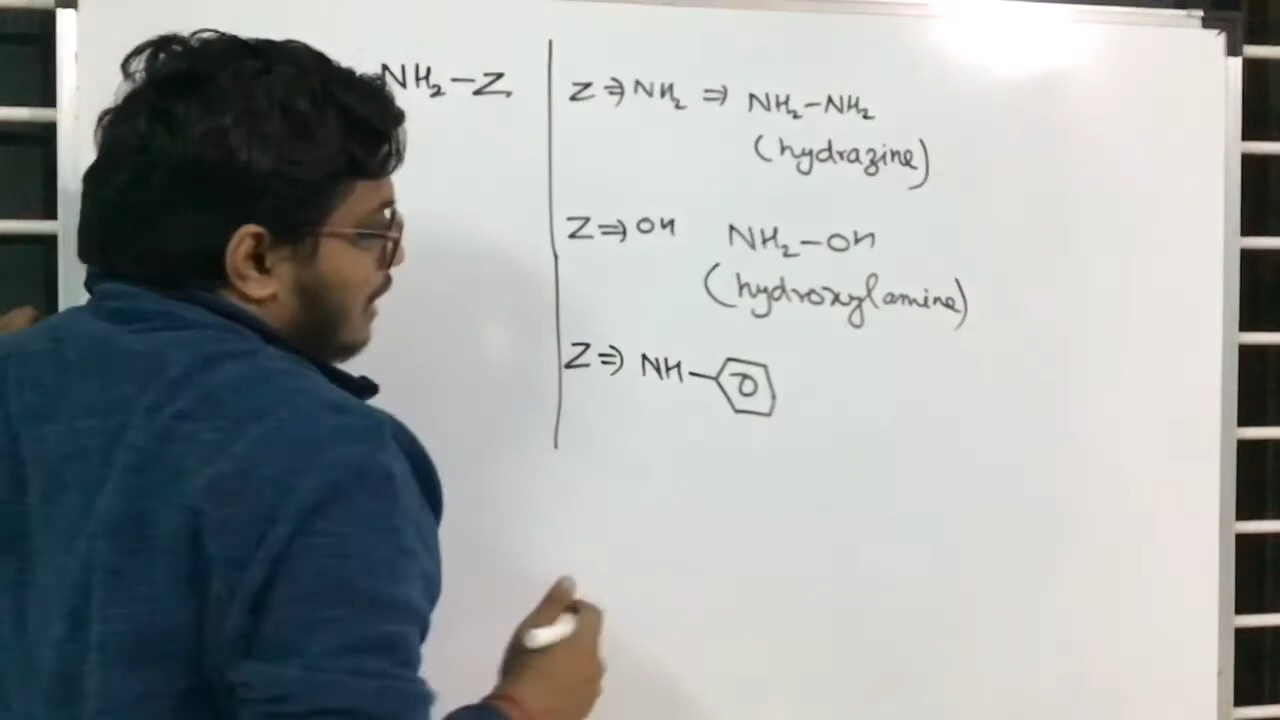 NH₂-Z
Z⇒NH₂ ⇒ NH₂-NH₂
(hydrazine)
Z⇒OH NH₂-OH
(hydroxylamine)
Z⇒ NH-